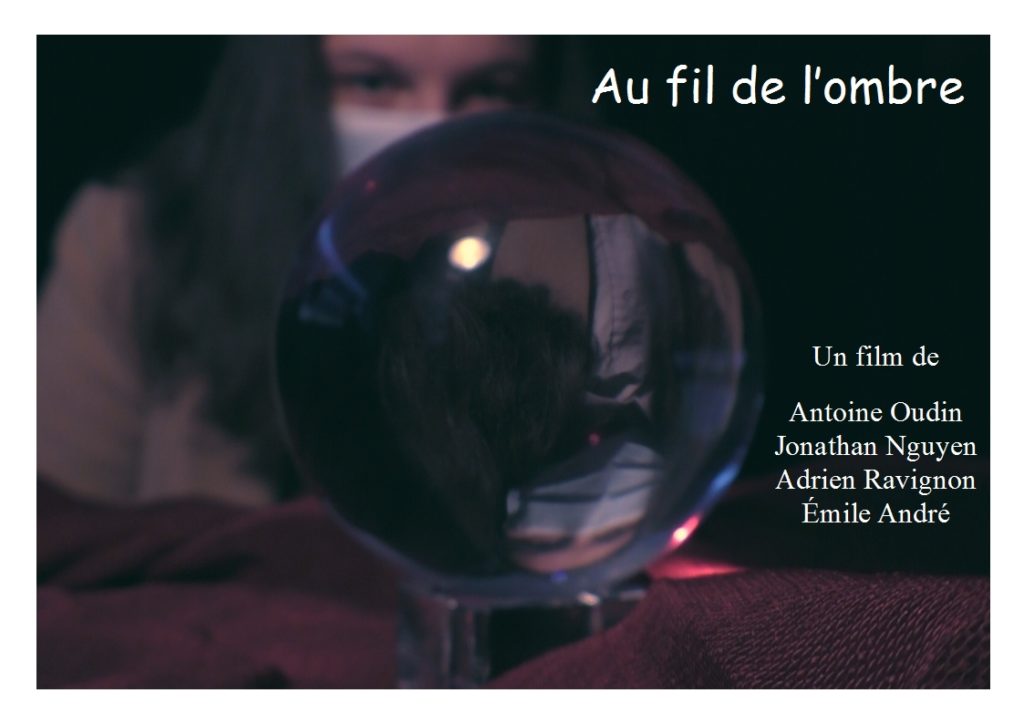 Au fil de l'ombre
Un film de
Antoine Oudin
Jonathan Nguyen
Adrien Ravignon
Émile André